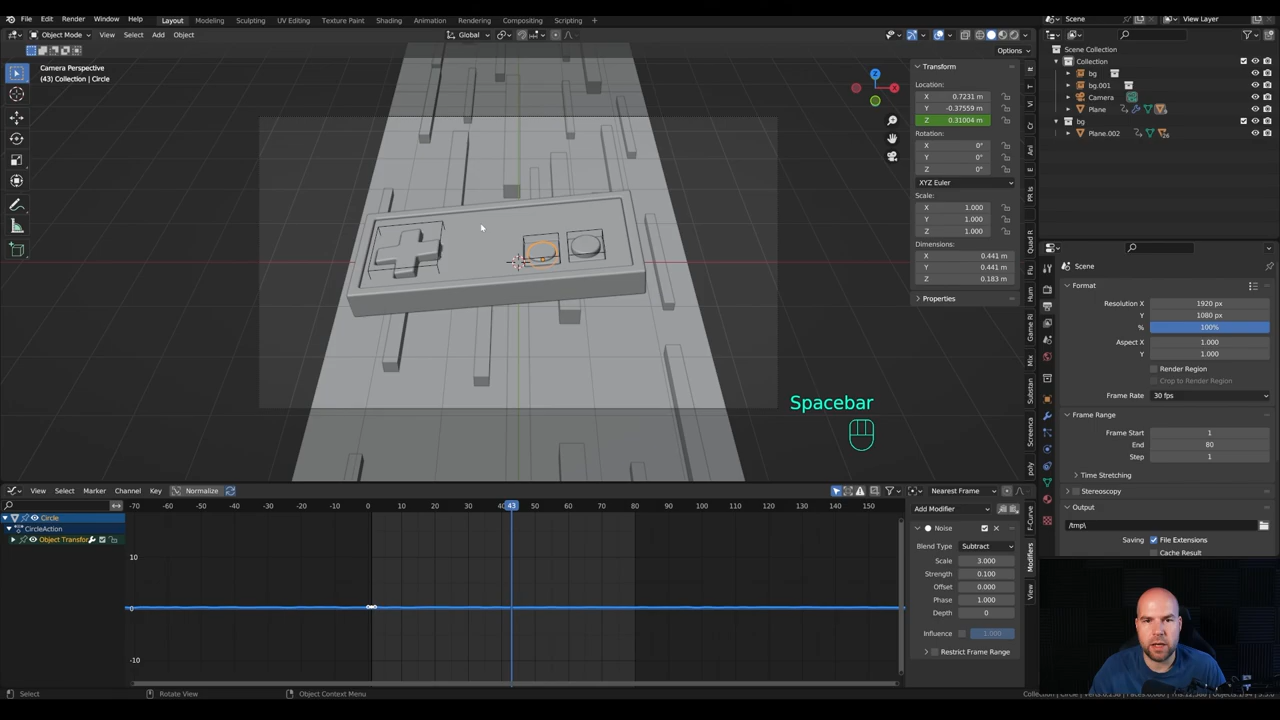 File Edit Render Window Help Layout Modeling Sculpting UV Editing Texture Paint Shading Animation Rendering Compositing Scripting +
Scene View Layer
Object Mode View Select Add Object Global
Options
Camera Perspective
(43) Collection | Circle
Transform
Location:
X 0.7231 m
Y -0.37559 m
Z 0.31004 m
Rotation:
X 0°
Y 0°
Z 0°
XYZ Euler
Scale:
X 1.000
Y 1.000
Z 1.000
Dimensions:
X 0.441 m
Y 0.441 m
Z 0.183 m
Properties
Scene Collection
Collection
bg
bg.001
Camera
Plane
bg
Plane.002
Scene
Format
Resolution X 1920 px
Y 1080 px
% 100%
Aspect X 1.000
Y 1.000
Render Region
Crop to Render Region
Frame Rate 30 fps
Frame Range
Frame Start 1
End 80
Step 1
Time Stretching
Stereoscopy
Output
/tmp\
Saving File Extensions
Cache Result
Spacebar
View Select Marker Channel Key Normalize Nearest Frame
-70 -60 -50 -40 -30 -20 -10 0 10 20 30 43 50 60 70 80 90 100 110 120 130 140 150
Circle
CircleAction
Object Transfor
10
0
-10
Add Modifier
Noise
Blend Type Subtract
Scale 3.000
Strength 0.100
Offset 0.000
Phase 1.000
Depth 0
Influence 1.000
Restrict Frame Range
F-Curve
Modifiers
View
Select Rotate View Object Context Menu